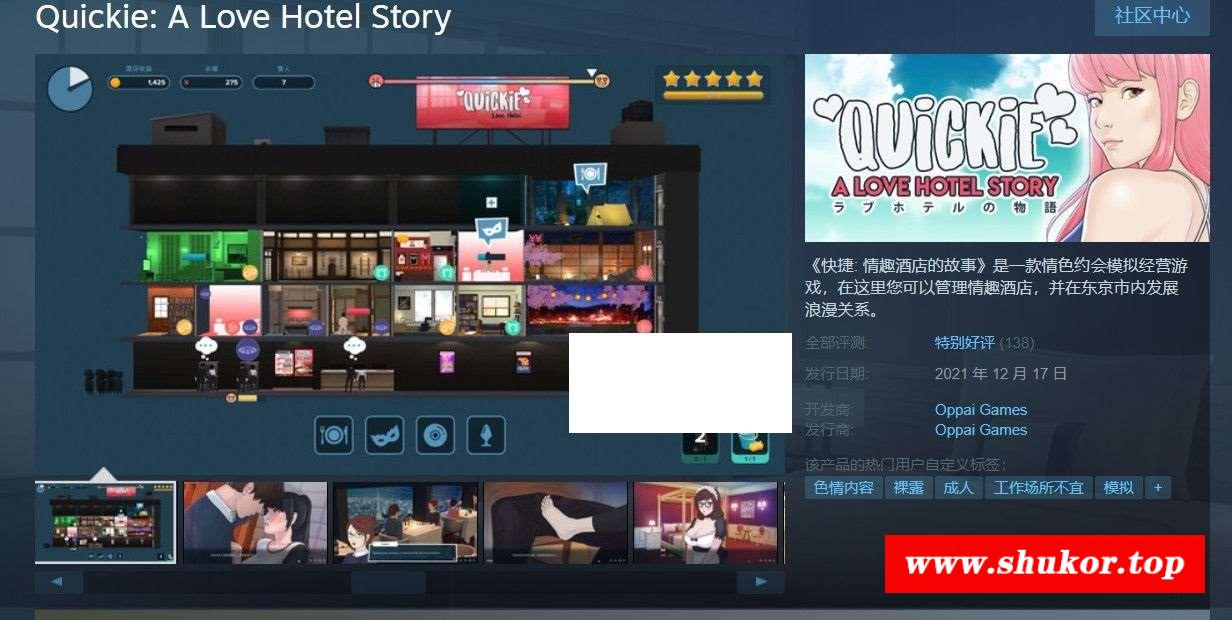 Quickie: A Love Hotel Story
社区中心
1,425
275
7
QUICKIE
Love Hotel
QUICKIE
A LOVE HOTEL STORY
ラブホテルの物語
《快捷: 情趣酒店的故事》是一款情色约会模拟经营游
戏，在这里您可以管理情趣酒店，并在东京市内发展
浪漫关系。
全部评测: 特别好评 (138)
发行日期: 2021 年 12 月 17 日
开发商: Oppai Games
发行商: Oppai Games
2
0/1
1/1
该产品的热门用户自定义标签:
色情内容 裸露 成人 工作场所不宜 模拟 +
www.shukor.top